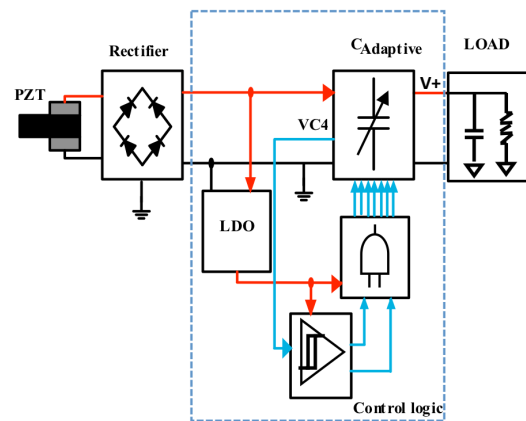 Rectifier
CAdaptive
LOAD
PZT
V+
VC4
LDO
Control logic